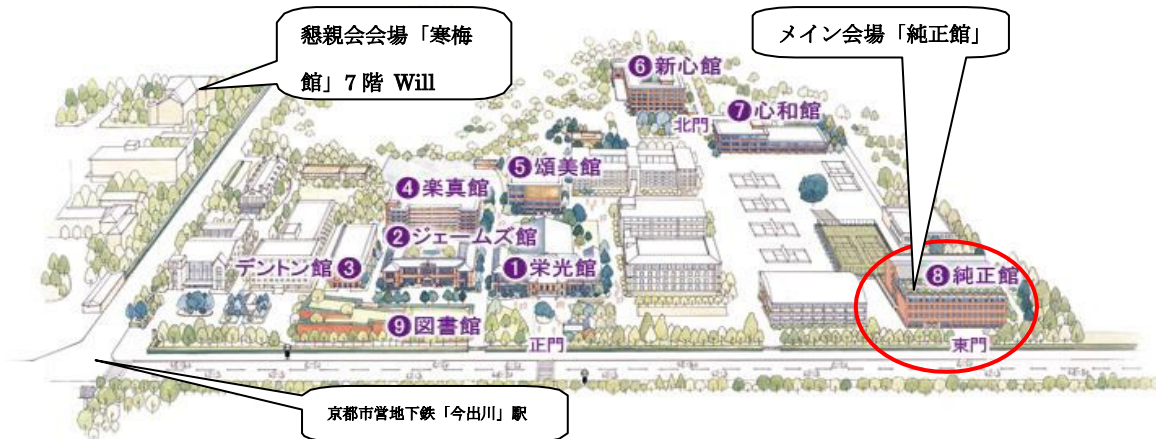 懇親会会場「寒梅
館」7階 Will
メイン会場「純正館」
❻新心館
❼心和館
北門
❺頌美館
❹楽真館
❷ジェームズ館
デントン館❸
❶栄光館
❽純正館
❾図書館
正門
東門
京都市営地下鉄「今出川」駅